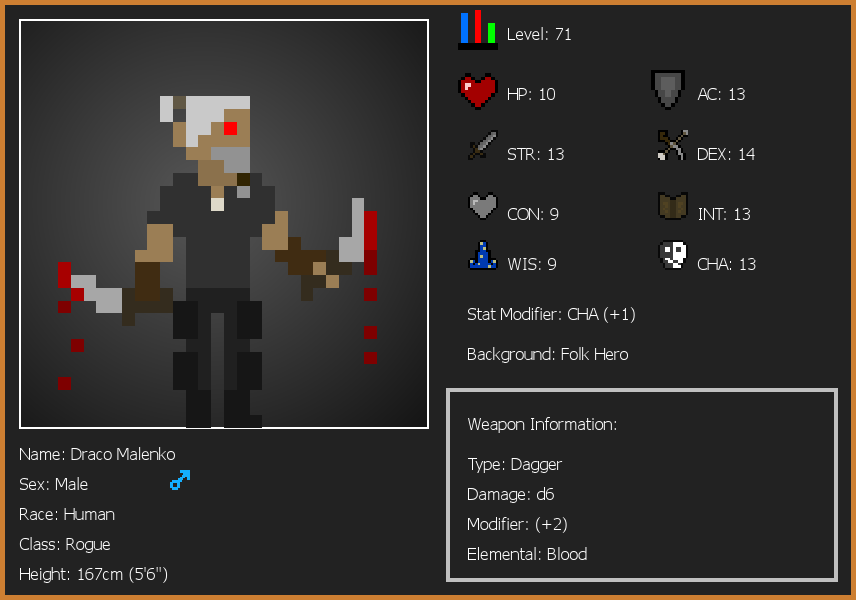 Level: 71
HP: 10
AC: 13
STR: 13
DEX: 14
CON: 9
INT: 13
WIS: 9
CHA: 13
Stat Modifier: CHA (+1)
Background: Folk Hero
Weapon Information:
Type: Dagger
Damage: d6
Modifier: (+2)
Elemental: Blood
Name: Draco Malenko
Sex: Male
Race: Human
Class: Rogue
Height: 167cm (5'6")